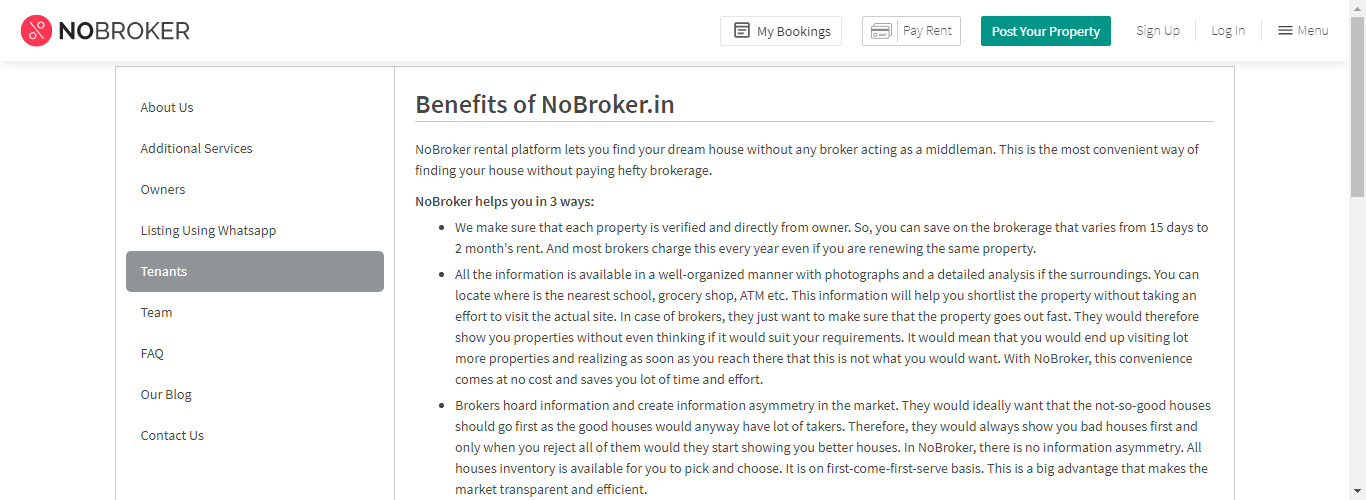 NOBROKER
My Bookings
Pay Rent
Post Your Property
Sign Up
Log In
Menu
About Us
Additional Services
Owners
Listing Using Whatsapp
Tenants
Team
FAQ
Our Blog
Contact Us
Benefits of NoBroker.in
NoBroker rental platform lets you find your dream house without any broker acting as a middleman. This is the most convenient way of
finding your house without paying hefty brokerage.
NoBroker helps you in 3 ways:
We make sure that each property is verified and directly from owner. So, you can save on the brokerage that varies from 15 days to
2 month's rent. And most brokers charge this every year even if you are renewing the same property.
All the information is available in a well-organized manner with photographs and a detailed analysis if the surroundings. You can
locate where is the nearest school, grocery shop, ATM etc. This information will help you shortlist the property without taking an
effort to visit the actual site. In case of brokers, they just want to make sure that the property goes out fast. They would therefore
show you properties without even thinking if it would suit your requirements. It would mean that you would end up visiting lot
more properties and realizing as soon as you reach there that this is not what you would want. With NoBroker, this convenience
comes at no cost and saves you lot of time and effort.
Brokers hoard information and create information asymmetry in the market. They would ideally want that the not-so-good houses
should go first as the good houses would anyway have lot of takers. Therefore, they would always show you bad houses first and
only when you reject all of them would they start showing you better houses. In NoBroker, there is no information asymmetry. All
houses inventory is available for you to pick and choose. It is on first-come-first-serve basis. This is a big advantage that makes the
market transparent and efficient.